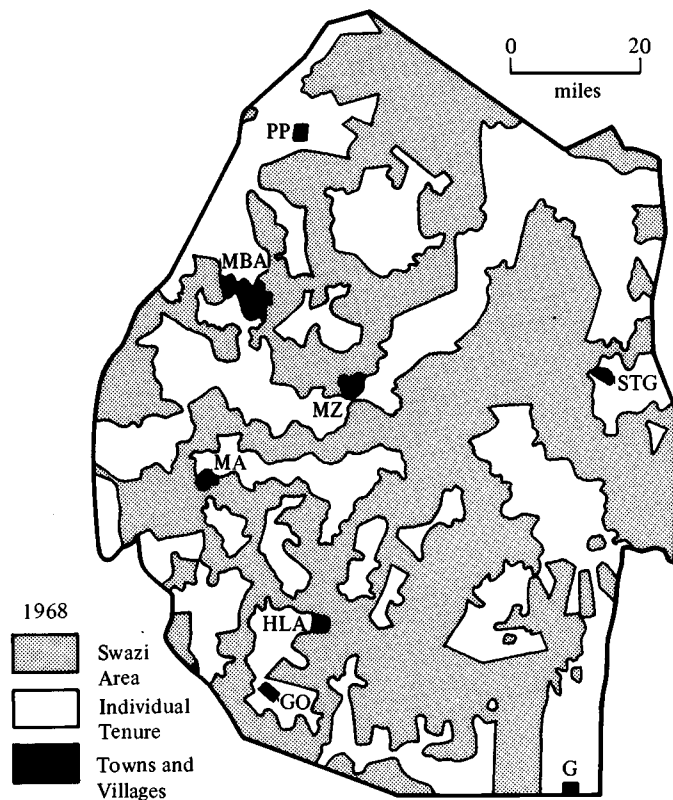 0 20
miles
PP
MBA
STG
MZ
MA
1968
HLA
Swazi
Area
GO
Individual
Tenure
G
Towns and
Villages